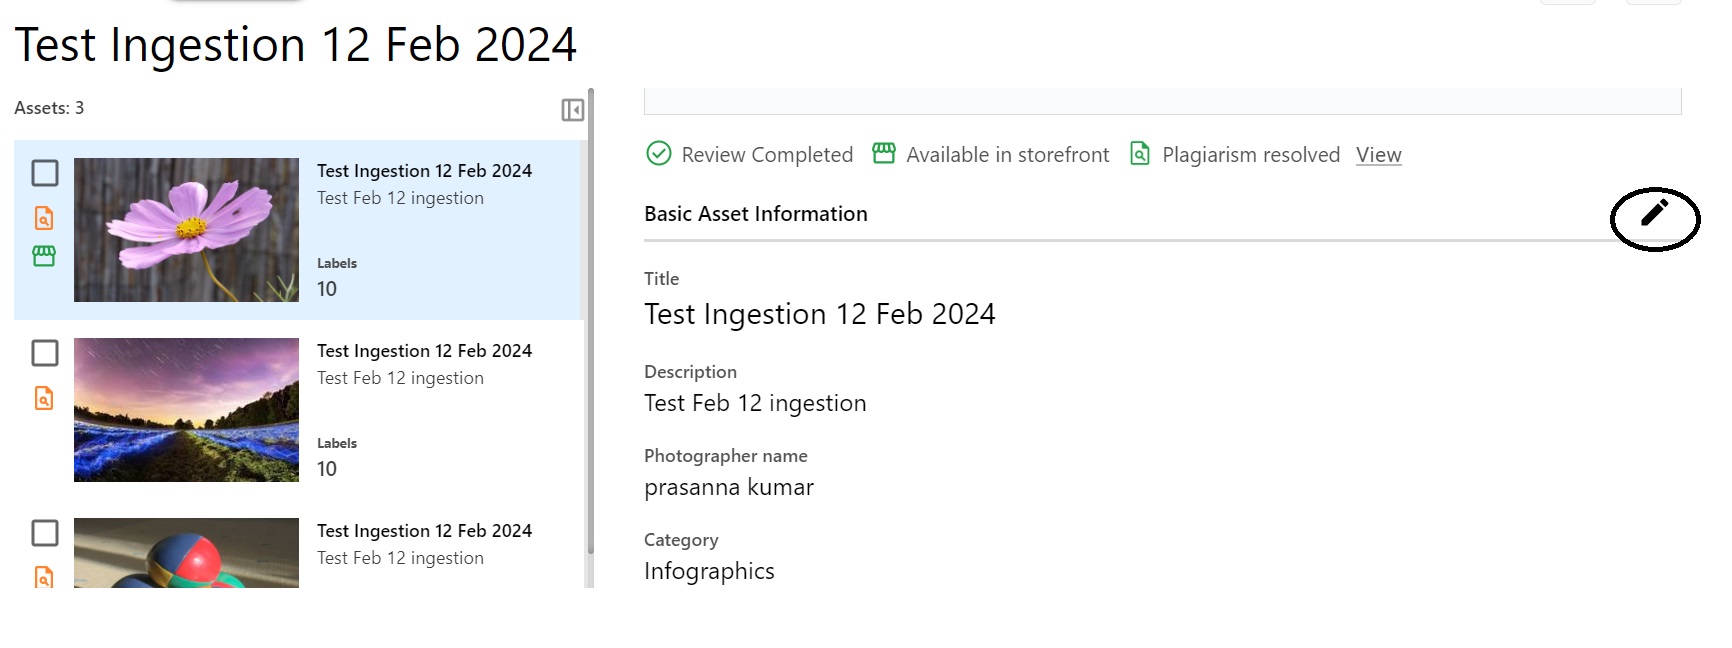 Test Ingestion 12 Feb 2024
Assets: 3
Test Ingestion 12 Feb 2024
Test Feb 12 ingestion
Labels
10
Test Ingestion 12 Feb 2024
Test Feb 12 ingestion
Labels
10
Test Ingestion 12 Feb 2024
Test Feb 12 ingestion
Review Completed Available in storefront Plagiarism resolved View
Basic Asset Information
Title
Test Ingestion 12 Feb 2024
Description
Test Feb 12 ingestion
Photographer name
prasanna kumar
Category
Infographics